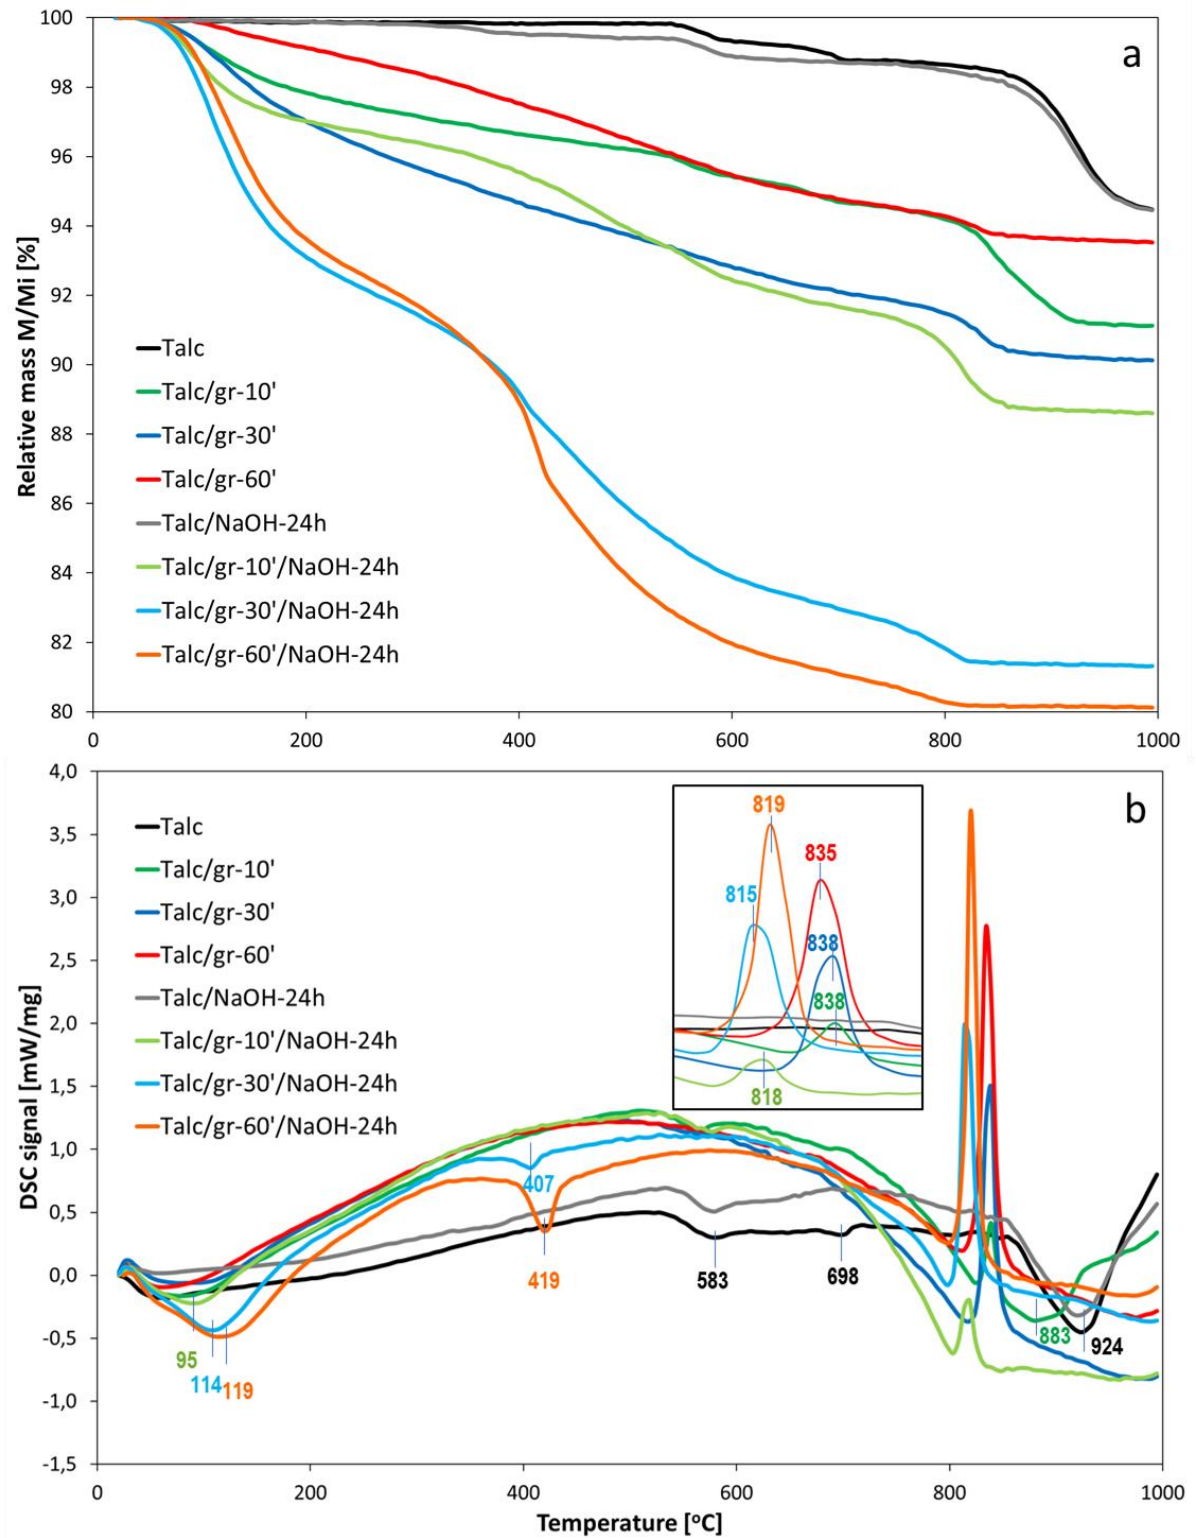 a
Relative mass M/Mi [%]
100
98
96
94
92
90
88
86
84
82
80
Talc
Talc/gr-10'
Talc/gr-30'
Talc/gr-60'
Talc/NaOH-24h
Talc/gr-10'/NaOH-24h
Talc/gr-30'/NaOH-24h
Talc/gr-60'/NaOH-24h
0 200 400 600 800 1000
b
DSC signal [mW/mg]
4,0
3,5
3,0
2,5
2,0
1,5
1,0
0,5
0,0
-0,5
-1,0
-1,5
Talc
Talc/gr-10'
Talc/gr-30'
Talc/gr-60'
Talc/NaOH-24h
Talc/gr-10'/NaOH-24h
Talc/gr-30'/NaOH-24h
Talc/gr-60'/NaOH-24h
819
835
815
838
838
818
407
419
583
698
883
924
95
114
119
0 200 400 600 800 1000
Temperature [°C]